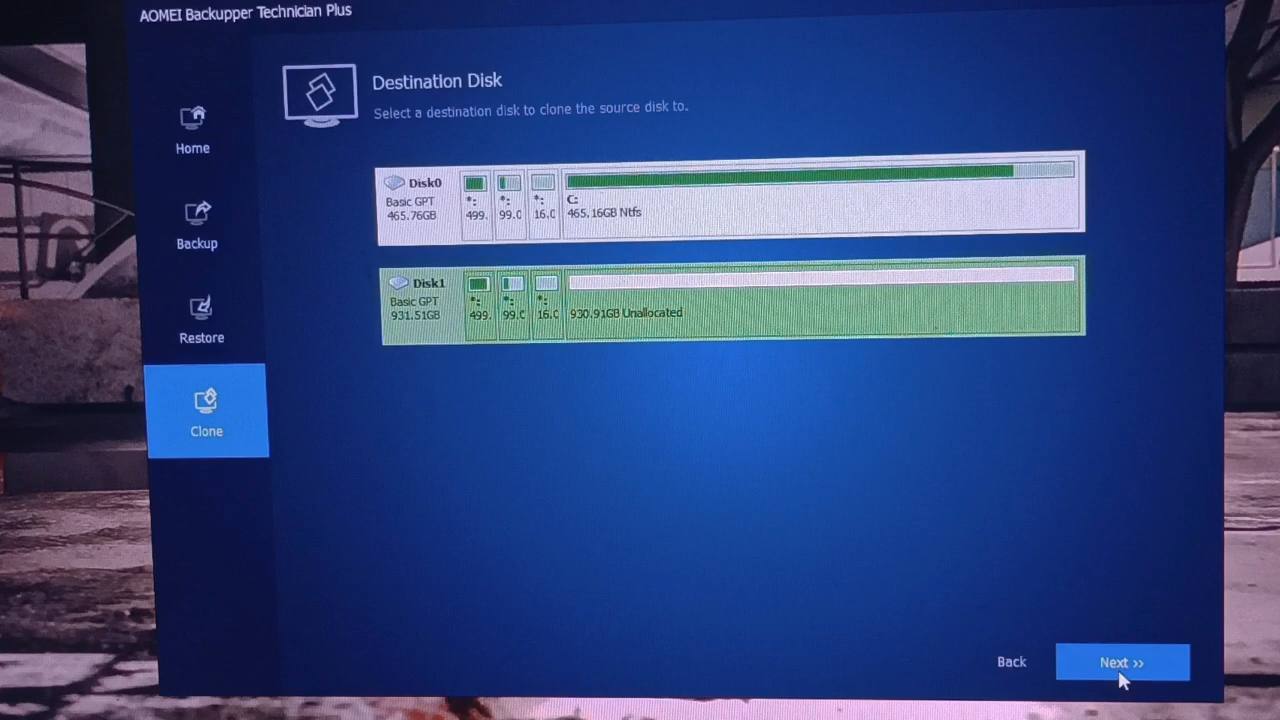 AOMEI Backupper Technician Plus
Home
Backup
Restore
Clone
Destination Disk
Select a destination disk to clone the source disk to.
Disk0
Basic GPT
465.76GB
*:
499.
*:
99.0
*:
16.0
C:
465.16GB Ntfs
Disk1
Basic GPT
931.51GB
*:
499.
*:
99.0
*:
16.0
930.91GB Unallocated
Back
Next >>